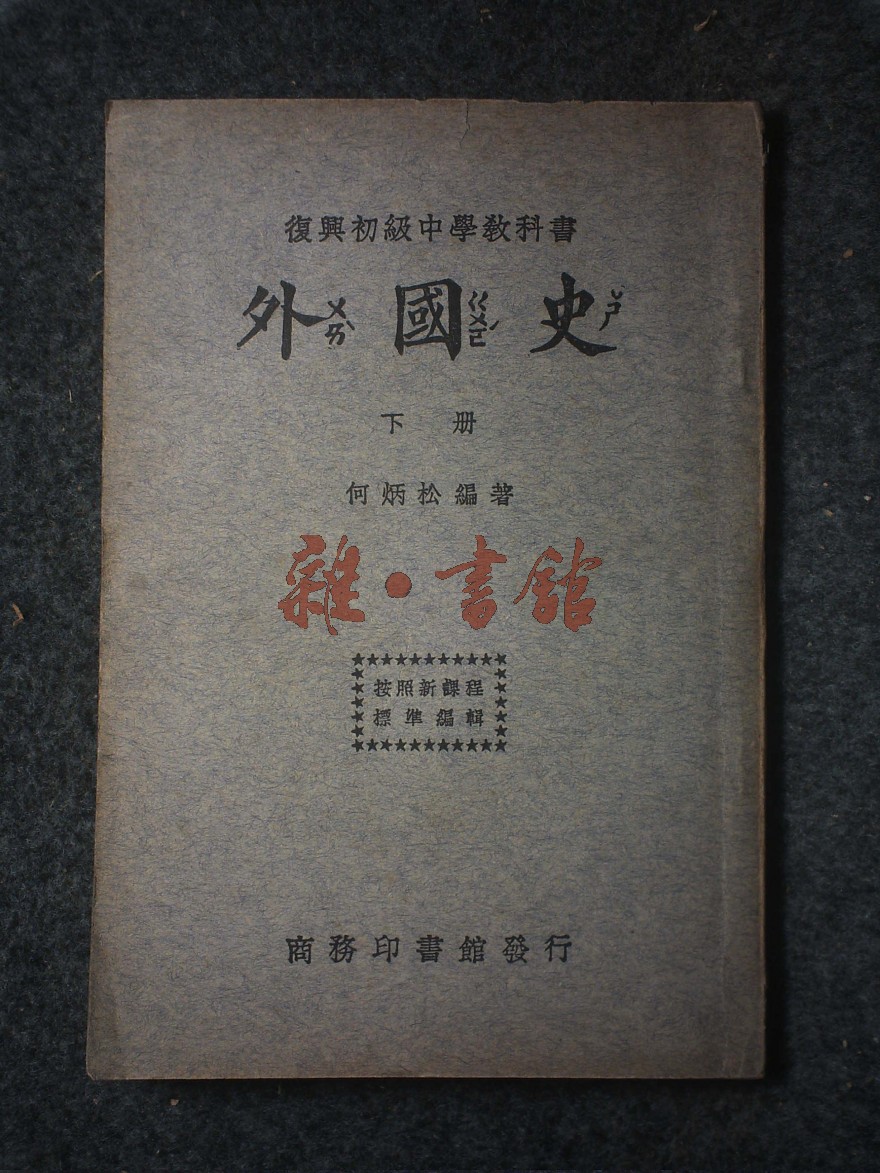 復興初級中學教科書
外ㄨㄞˋ國ㄍㄨㄛˊ史ㄕˇ
下册
何炳松編著
雜·書館
按照新課程
標準編輯
商務印書館發行